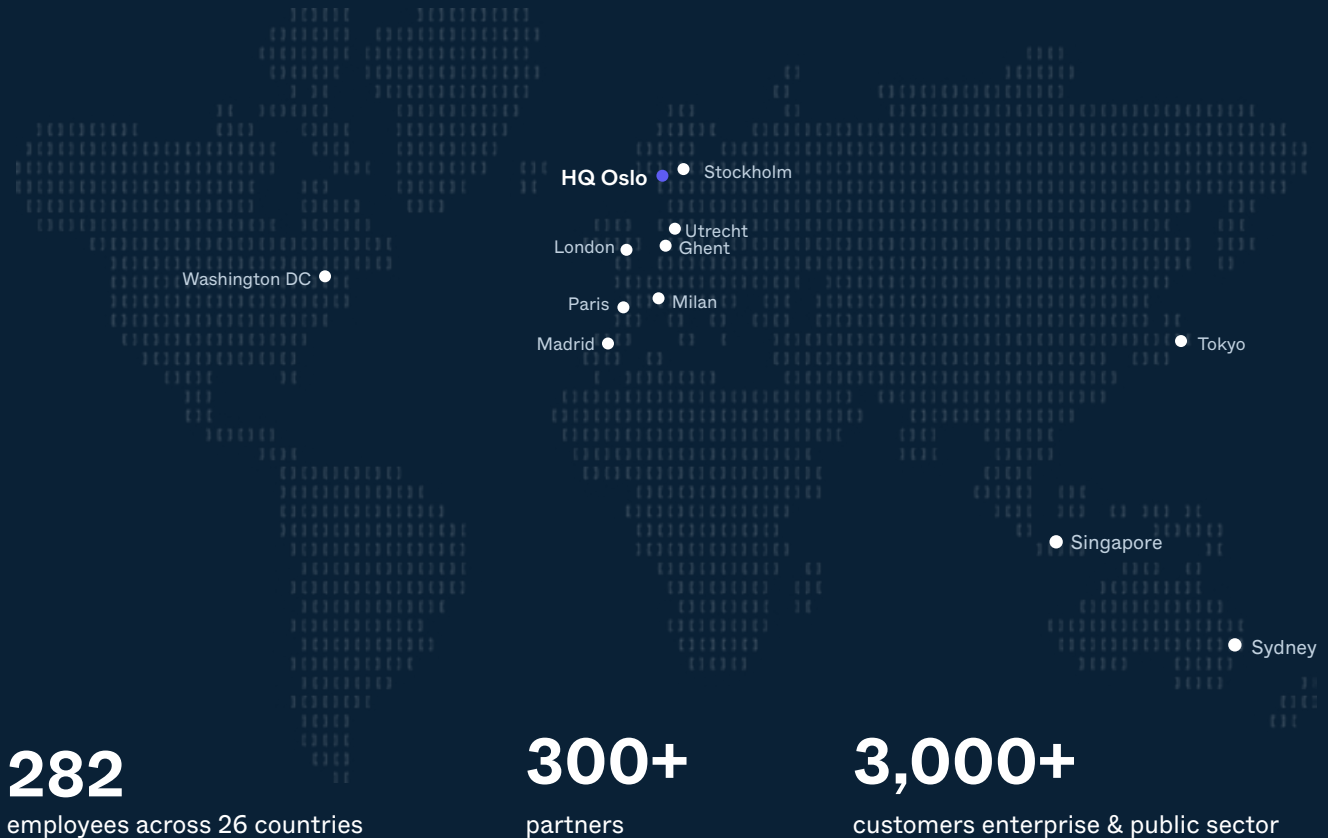 HQ Oslo
Stockholm
Utrecht
London
Ghent
Washington DC
Paris
Milan
Madrid
Tokyo
Singapore
Sydney
282
employees across 26 countries
300+
partners
3,000+
customers enterprise & public sector